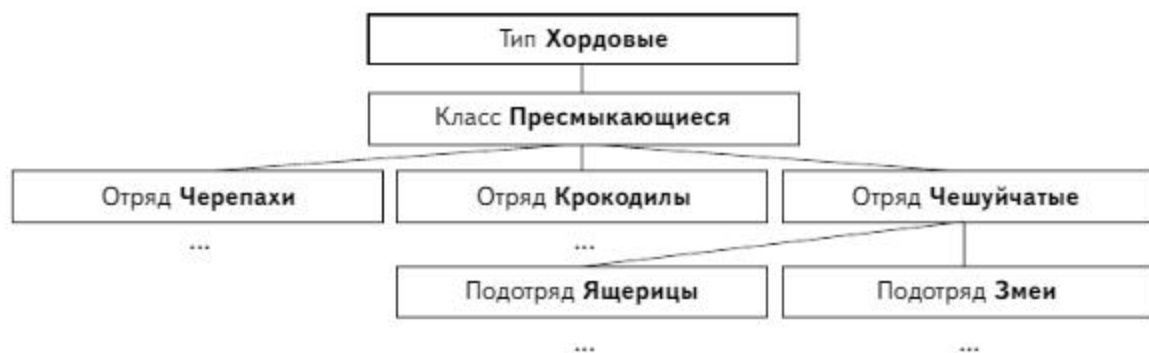 Тип Хордовые
Класс Пресмыкающиеся
Отряд Черепахи
Отряд Крокодилы
Отряд Чешуйчатые
...
...
Подотряд Ящерицы
Подотряд Змеи
...
...